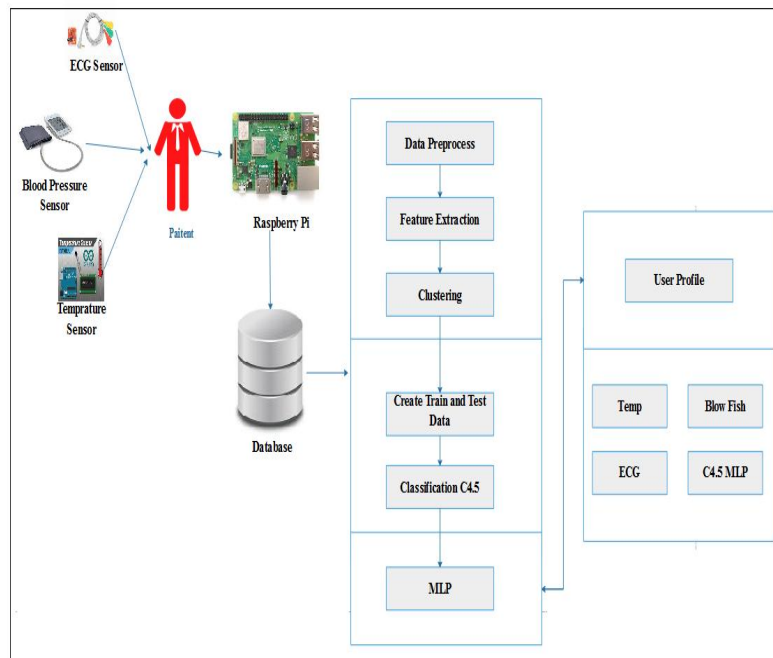 ECG Sensor
Blood Pressure
Sensor
Temprature
Sensor
Paitent
Raspberry Pi
Database
Data Preprocess
Feature Extraction
Clustering
Create Train and Test
Data
Classification C4.5
MLP
User Profile
Temp
Blow Fish
ECG
C4.5 MLP